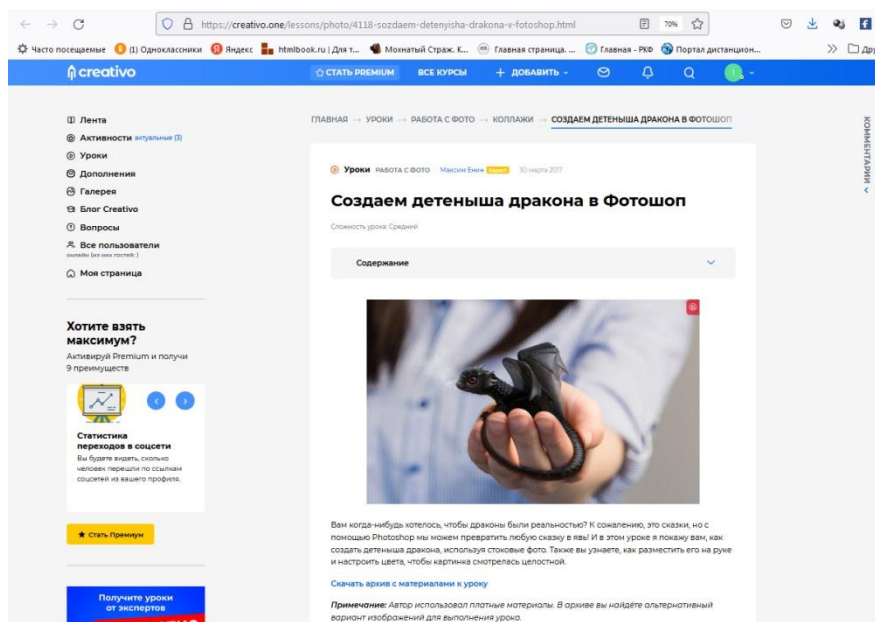 https://creativo.one/lessons/photo/4118-sozdaem-detenyisha-drakona-v-fotoshop.html
70%
Часто посещаемые (1) Одноклассники Яндекс htmlbook.ru | Для т... Мохнатый Страж. К... Главная страница. ... Главная - РКФ Портал дистанцион... Дру
creativo
СТАТЬ PREMIUM ВСЕ КУРСЫ + ДОБАВИТЬ
Лента
Активности актуальные (3)
Уроки
Дополнения
Галерея
Блог Creativo
Вопросы
Все пользователи
онлайн (из них гостей: )
Моя страница
Хотите взять
максимум?
Активируй Premium и получи
9 преимуществ
Статистика
переходов в соцсети
Вы будете видеть, сколько
человек перешли по ссылкам
соцсетей из вашего профиля.
Стать Премиум
Получите уроки
от экспертов
ГЛАВНАЯ → УРОКИ → РАБОТА С ФОТО → КОЛЛАЖИ → СОЗДАЕМ ДЕТЕНЫША ДРАКОНА В ФОТОШОП
Уроки РАБОТА С ФОТО Максим Енин 30 марта 2017
Создаем детеныша дракона в Фотошоп
Сложность урока: Средний
Содержание
Вам когда-нибудь хотелось, чтобы драконы были реальностью? К сожалению, это сказки, но с
помощью Photoshop мы можем превратить любую сказку в явь! И в этом уроке я покажу вам, как
создать детеныша дракона, используя стоковые фото. Также вы узнаете, как разместить его на руке
и настроить цвета, чтобы картинка смотрелась целостной.
Скачать архив с материалами к уроку
Примечание: Автор использовал платные материалы. В архиве вы найдёте альтернативный
вариант изображений для выполнения урока.
КОММЕНТАРИИ